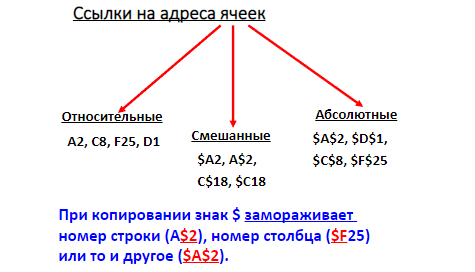 Ссылки на адреса ячеек
Относительные
A2, C8, F25, D1
Смешанные
$A2, A$2,
C$18, $C18
Абсолютные
$A$2, $D$1,
$C$8, $F$25
При копировании знак $ замораживает
номер строки (A$2), номер столбца ($F25)
или то и другое ($A$2).